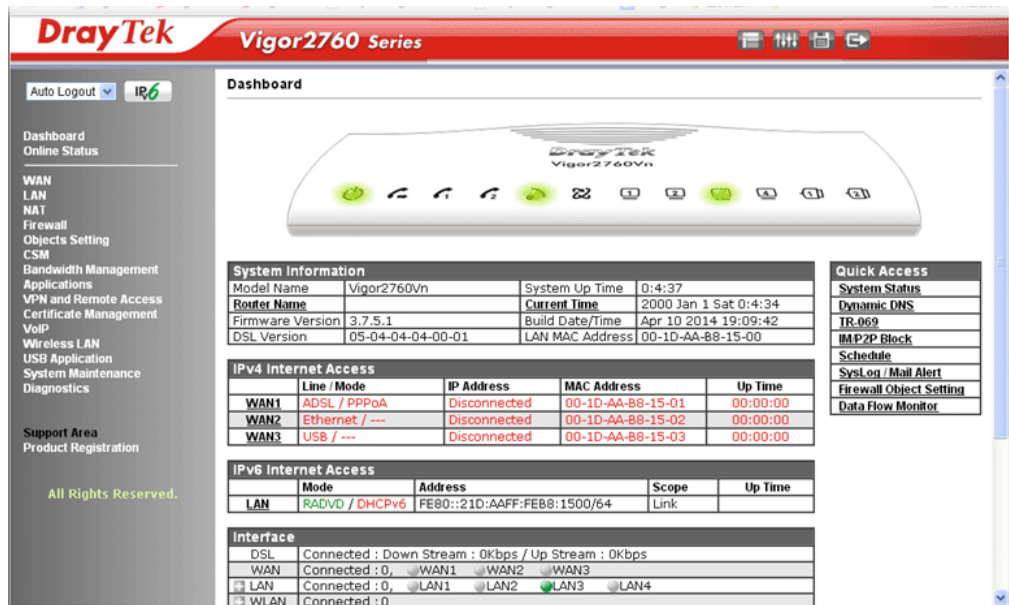 DrayTek
Vigor2760 Series
Auto Logout
IPv6
Dashboard
Online Status
WAN
LAN
NAT
Firewall
Objects Setting
CSM
Bandwidth Management
Applications
VPN and Remote Access
Certificate Management
VoIP
Wireless LAN
USB Application
System Maintenance
Diagnostics
Support Area
Product Registration
All Rights Reserved.
Dashboard
DrayTek
Vigor2760Vn
1 2 1 2 4 1 2
System Information
Model Name Vigor2760Vn System Up Time 0:4:37
Router Name Current Time 2000 Jan 1 Sat 0:4:34
Firmware Version 3.7.5.1 Build Date/Time Apr 10 2014 19:09:42
DSL Version 05-04-04-04-00-01 LAN MAC Address 00-1D-AA-B8-15-00
IPv4 Internet Access
Line / Mode IP Address MAC Address Up Time
WAN1 ADSL / PPPoA Disconnected 00-1D-AA-B8-15-01 00:00:00
WAN2 Ethernet / --- Disconnected 00-1D-AA-B8-15-02 00:00:00
WAN3 USB / --- Disconnected 00-1D-AA-B8-15-03 00:00:00
IPv6 Internet Access
Mode Address Scope Up Time
LAN RADVD / DHCPv6 FE80::21D:AAFF:FEB8:1500/64 Link
Interface
DSL Connected : Down Stream : 0Kbps / Up Stream : 0Kbps
WAN Connected : 0, WAN1 WAN2 WAN3
LAN Connected : 0, LAN1 LAN2 LAN3 LAN4
WLAN Connected : 0
Quick Access
System Status
Dynamic DNS
TR-069
IM/P2P Block
Schedule
SysLog / Mail Alert
Firewall Object Setting
Data Flow Monitor